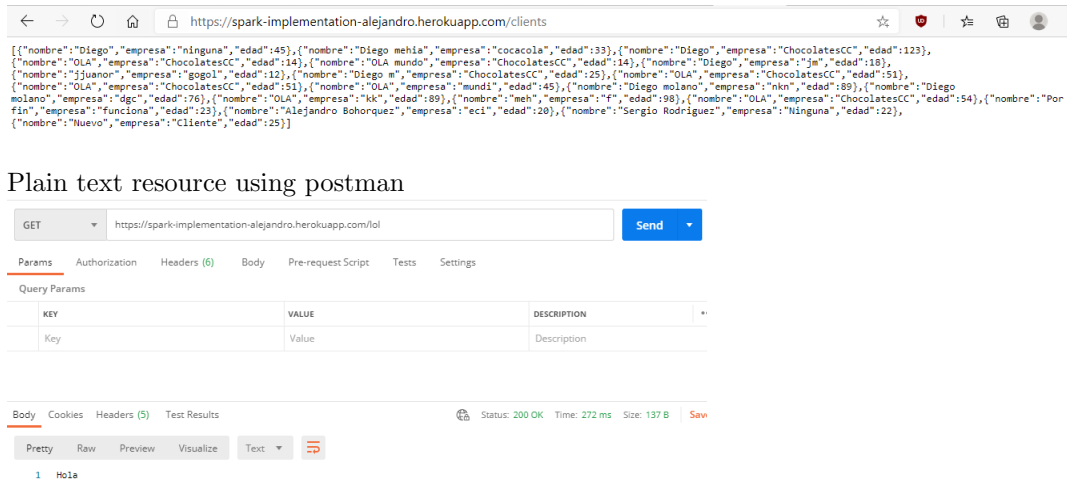 https://spark-implementation-alejandro.herokuapp.com/clients
[{"nombre":"Diego","empresa":"ninguna","edad":45},{"nombre":"Diego mehia","empresa":"cocacola","edad":33},{"nombre":"Diego","empresa":"ChocolatesCC","edad":123},
{"nombre":"OLA","empresa":"ChocolatesCC","edad":14},{"nombre":"OLA mundo","empresa":"ChocolatesCC","edad":14},{"nombre":"Diego","empresa":"jm","edad":18},
{"nombre":"jjuanor","empresa":"gogol","edad":12},{"nombre":"Diego m","empresa":"ChocolatesCC","edad":25},{"nombre":"OLA","empresa":"ChocolatesCC","edad":51},
{"nombre":"OLA","empresa":"ChocolatesCC","edad":51},{"nombre":"OLA","empresa":"mundi","edad":45},{"nombre":"Diego molano","empresa":"nkn","edad":89},{"nombre":"Diego
molano","empresa":"dgc","edad":76},{"nombre":"OLA","empresa":"kk","edad":89},{"nombre":"meh","empresa":"f","edad":98},{"nombre":"OLA","empresa":"ChocolatesCC","edad":54},{"nombre":"Por
fin","empresa":"funciona","edad":23},{"nombre":"Alejandro Bohorquez","empresa":"eci","edad":20},{"nombre":"Sergio Rodriguez","empresa":"Ninguna","edad":22},
{"nombre":"Nuevo","empresa":"Cliente","edad":25}]
Plain text resource using postman
GET https://spark-implementation-alejandro.herokuapp.com/lol Send
Params Authorization Headers (6) Body Pre-request Script Tests Settings
Query Params
KEY VALUE DESCRIPTION
Key Value Description
Body Cookies Headers (5) Test Results Status: 200 OK Time: 272 ms Size: 137 B Save
Pretty Raw Preview Visualize Text
1 Hola